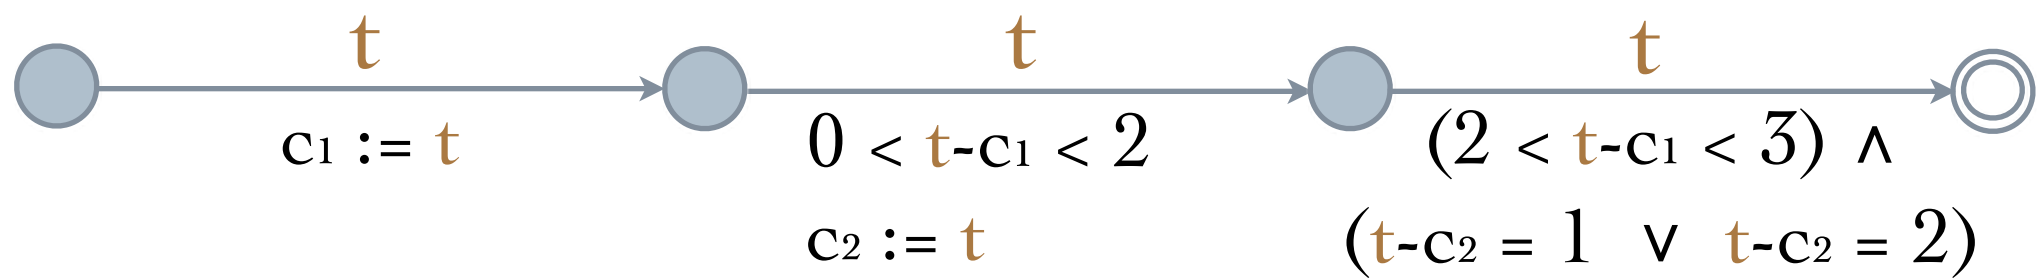 t t t
c₁ := t 0 < t-c₁ < 2 (2 < t-c₁ < 3) ∧
c₂ := t (t-c₂ = 1 ∨ t-c₂ = 2)